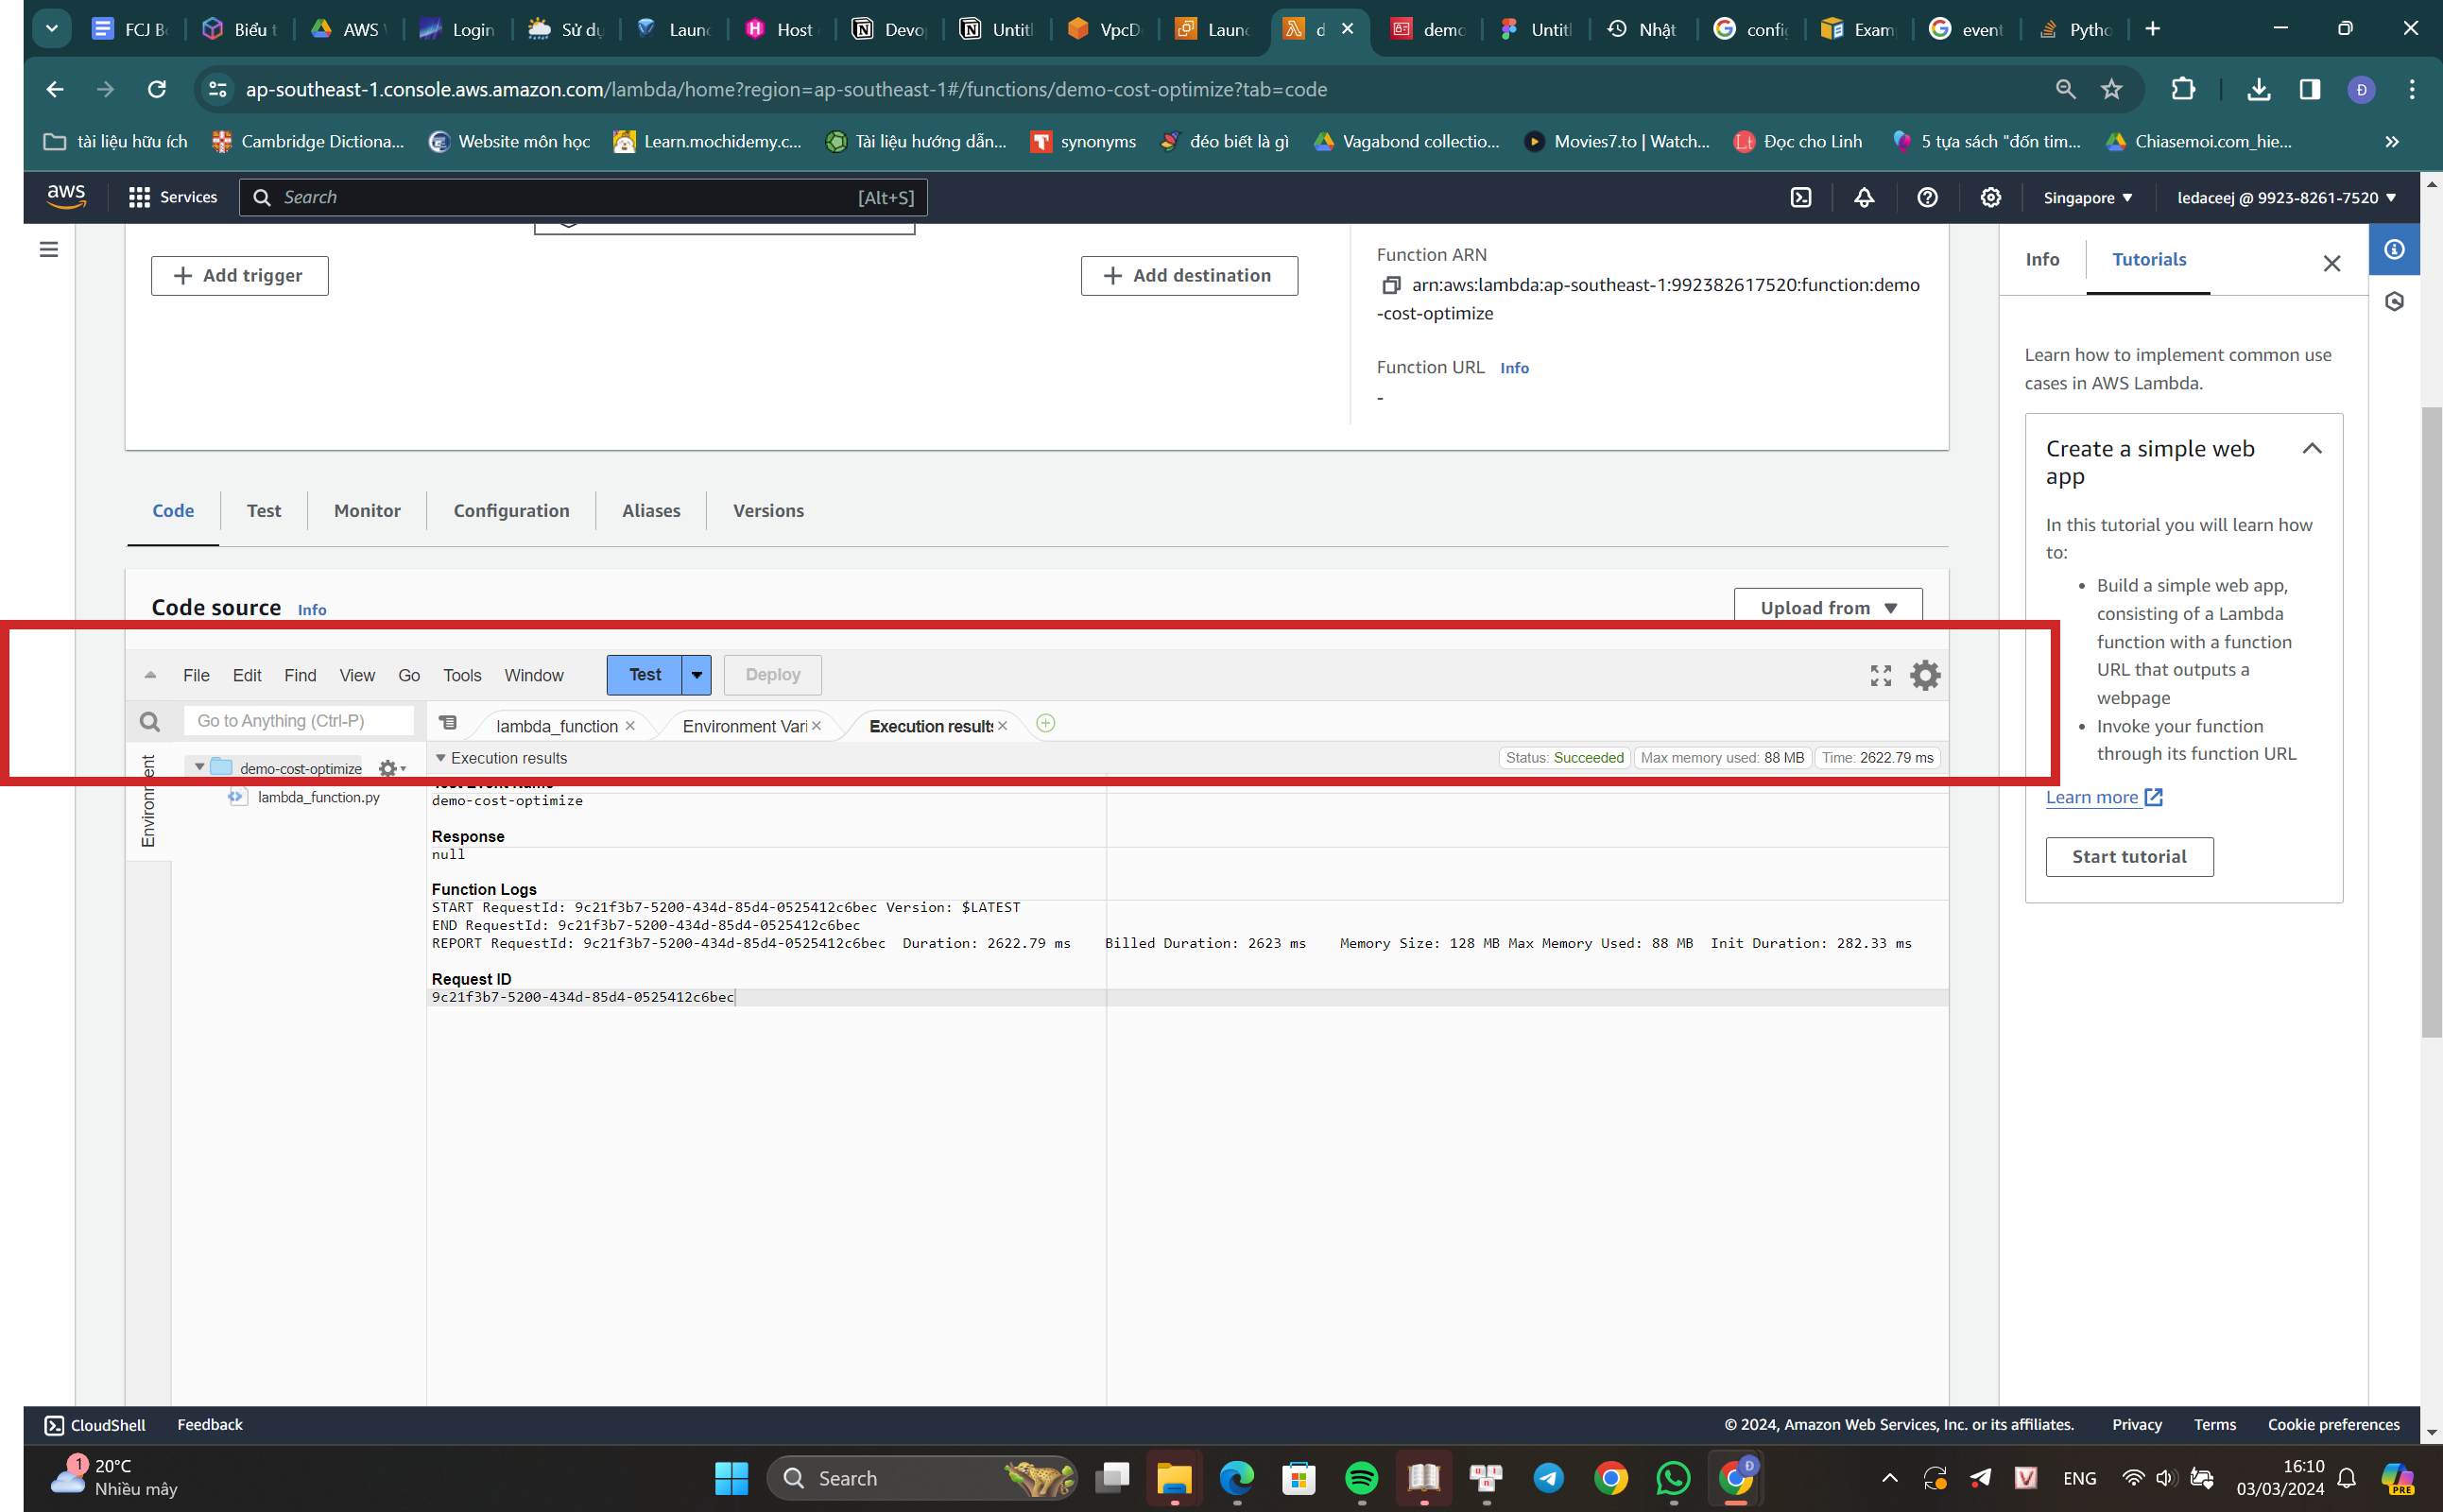 FCJ B
Biểu t
AWS
Login
Sử dụ
Laun
Host
Devo
Untit
VpcD
Laun
d
demo
Untitl
Nhật
config
Exam
event
Pytho
ap-southeast-1.console.aws.amazon.com/lambda/home?region=ap-southeast-1#/functions/demo-cost-optimize?tab=code
tài liệu hữu ích
Cambridge Dictiona...
Website môn học
Learn.mochidemy.c...
Tài liệu hướng dẫn...
synonyms
đéo biết là gì
Vagabond collectio...
Movies7.to | Watch...
Đọc cho Linh
5 tựa sách "đốn tim...
Chiasemoi.com_hie...
aws
Services
Search
[Alt+S]
Singapore
ledaceej @ 9923-8261-7520
Add trigger
Add destination
Function ARN
arn:aws:lambda:ap-southeast-1:992382617520:function:demo
-cost-optimize
Function URL Info
-
Code
Test
Monitor
Configuration
Aliases
Versions
Code source Info
Upload from
File Edit Find View Go Tools Window
Test
Deploy
Go to Anything (Ctrl-P)
lambda_function
Environment Vari
Execution results
Environment
demo-cost-optimize
lambda_function.py
Execution results
Status: Succeeded
Max memory used: 88 MB
Time: 2622.79 ms
Test Event Name
demo-cost-optimize
Response
null
Function Logs
START RequestId: 9c21f3b7-5200-434d-85d4-0525412c6bec Version: $LATEST
END RequestId: 9c21f3b7-5200-434d-85d4-0525412c6bec
REPORT RequestId: 9c21f3b7-5200-434d-85d4-0525412c6bec Duration: 2622.79 ms Billed Duration: 2623 ms Memory Size: 128 MB Max Memory Used: 88 MB Init Duration: 282.33 ms
Request ID
9c21f3b7-5200-434d-85d4-0525412c6bec
Info
Tutorials
Learn how to implement common use
cases in AWS Lambda.
Create a simple web
app
In this tutorial you will learn how
to:
• Build a simple web app,
consisting of a Lambda
function with a function
URL that outputs a
webpage
• Invoke your function
through its function URL
Learn more
Start tutorial
CloudShell
Feedback
© 2024, Amazon Web Services, Inc. or its affiliates.
Privacy
Terms
Cookie preferences
1
20°C
Nhiều mây
Search
ENG
16:10
03/03/2024
PRE